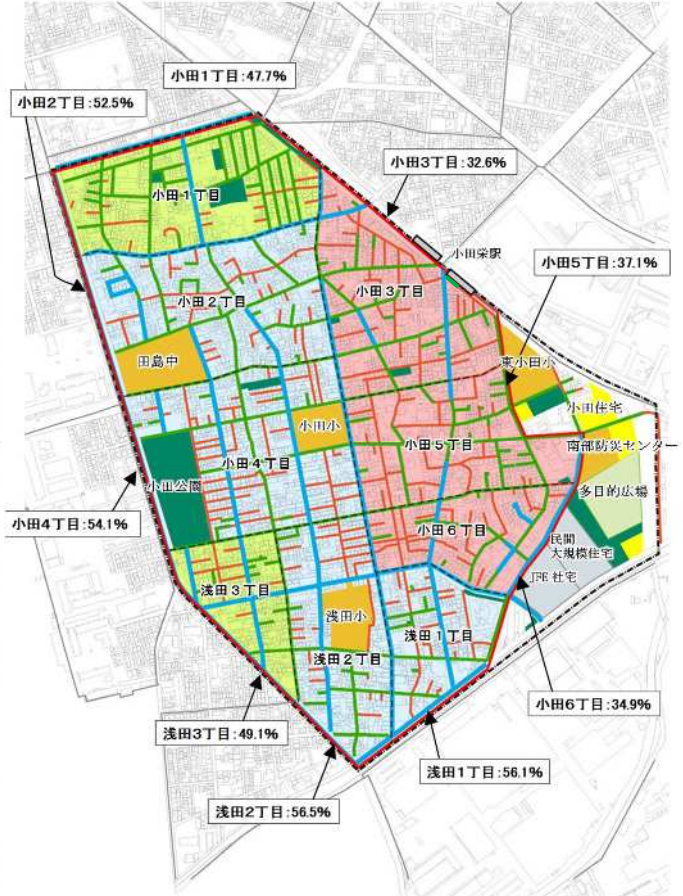 小田1丁目:47.7%
小田2丁目:52.5%
小田3丁目:32.6%
小田1丁目
小田栄駅
小田5丁目:37.1%
小田3丁目
小田2丁目
田島中
東小田小
小田住宅
小田小
小田5丁目
南部防災センター
小田4丁目
小田公園
多目的広場
小田4丁目:54.1%
小田6丁目
民間
大規模住宅
JFE社宅
浅田3丁目
浅田小
浅田1丁目
浅田2丁目
小田6丁目:34.9%
浅田3丁目:49.1%
浅田1丁目:56.1%
浅田2丁目:56.5%